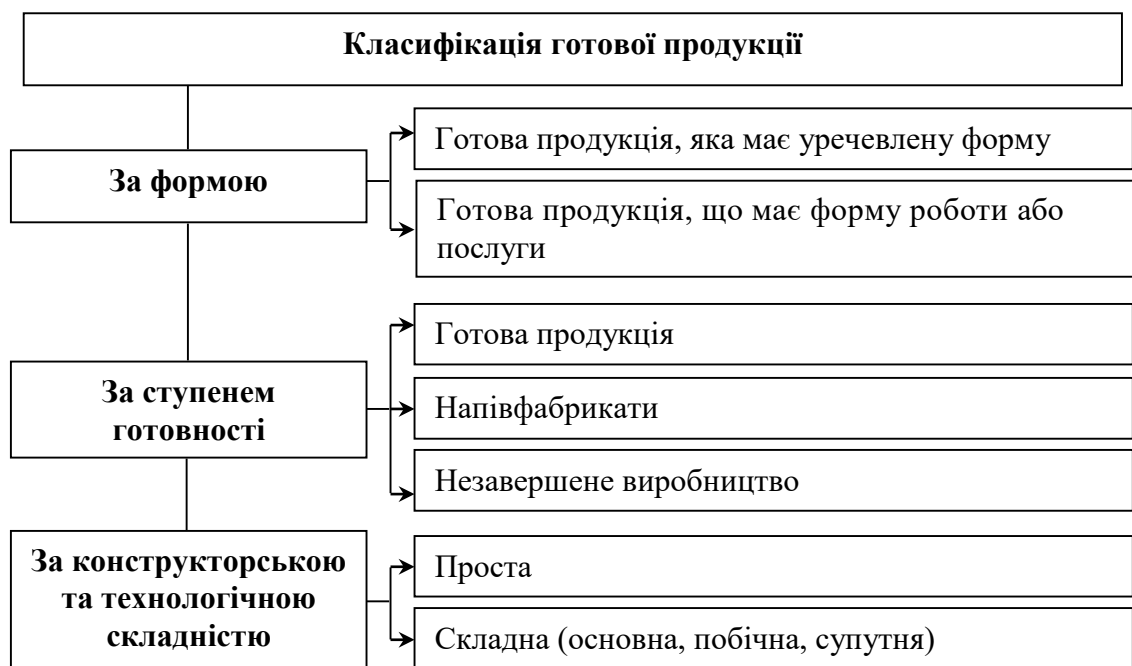 Класифікація готової продукції
За формою
Готова продукція, яка має уречевлену форму
Готова продукція, що має форму роботи або
послуги
За ступенем
готовності
Готова продукція
Напівфабрикати
Незавершене виробництво
За конструкторською
та технологічною
складністю
Проста
Складна (основна, побічна, супутня)